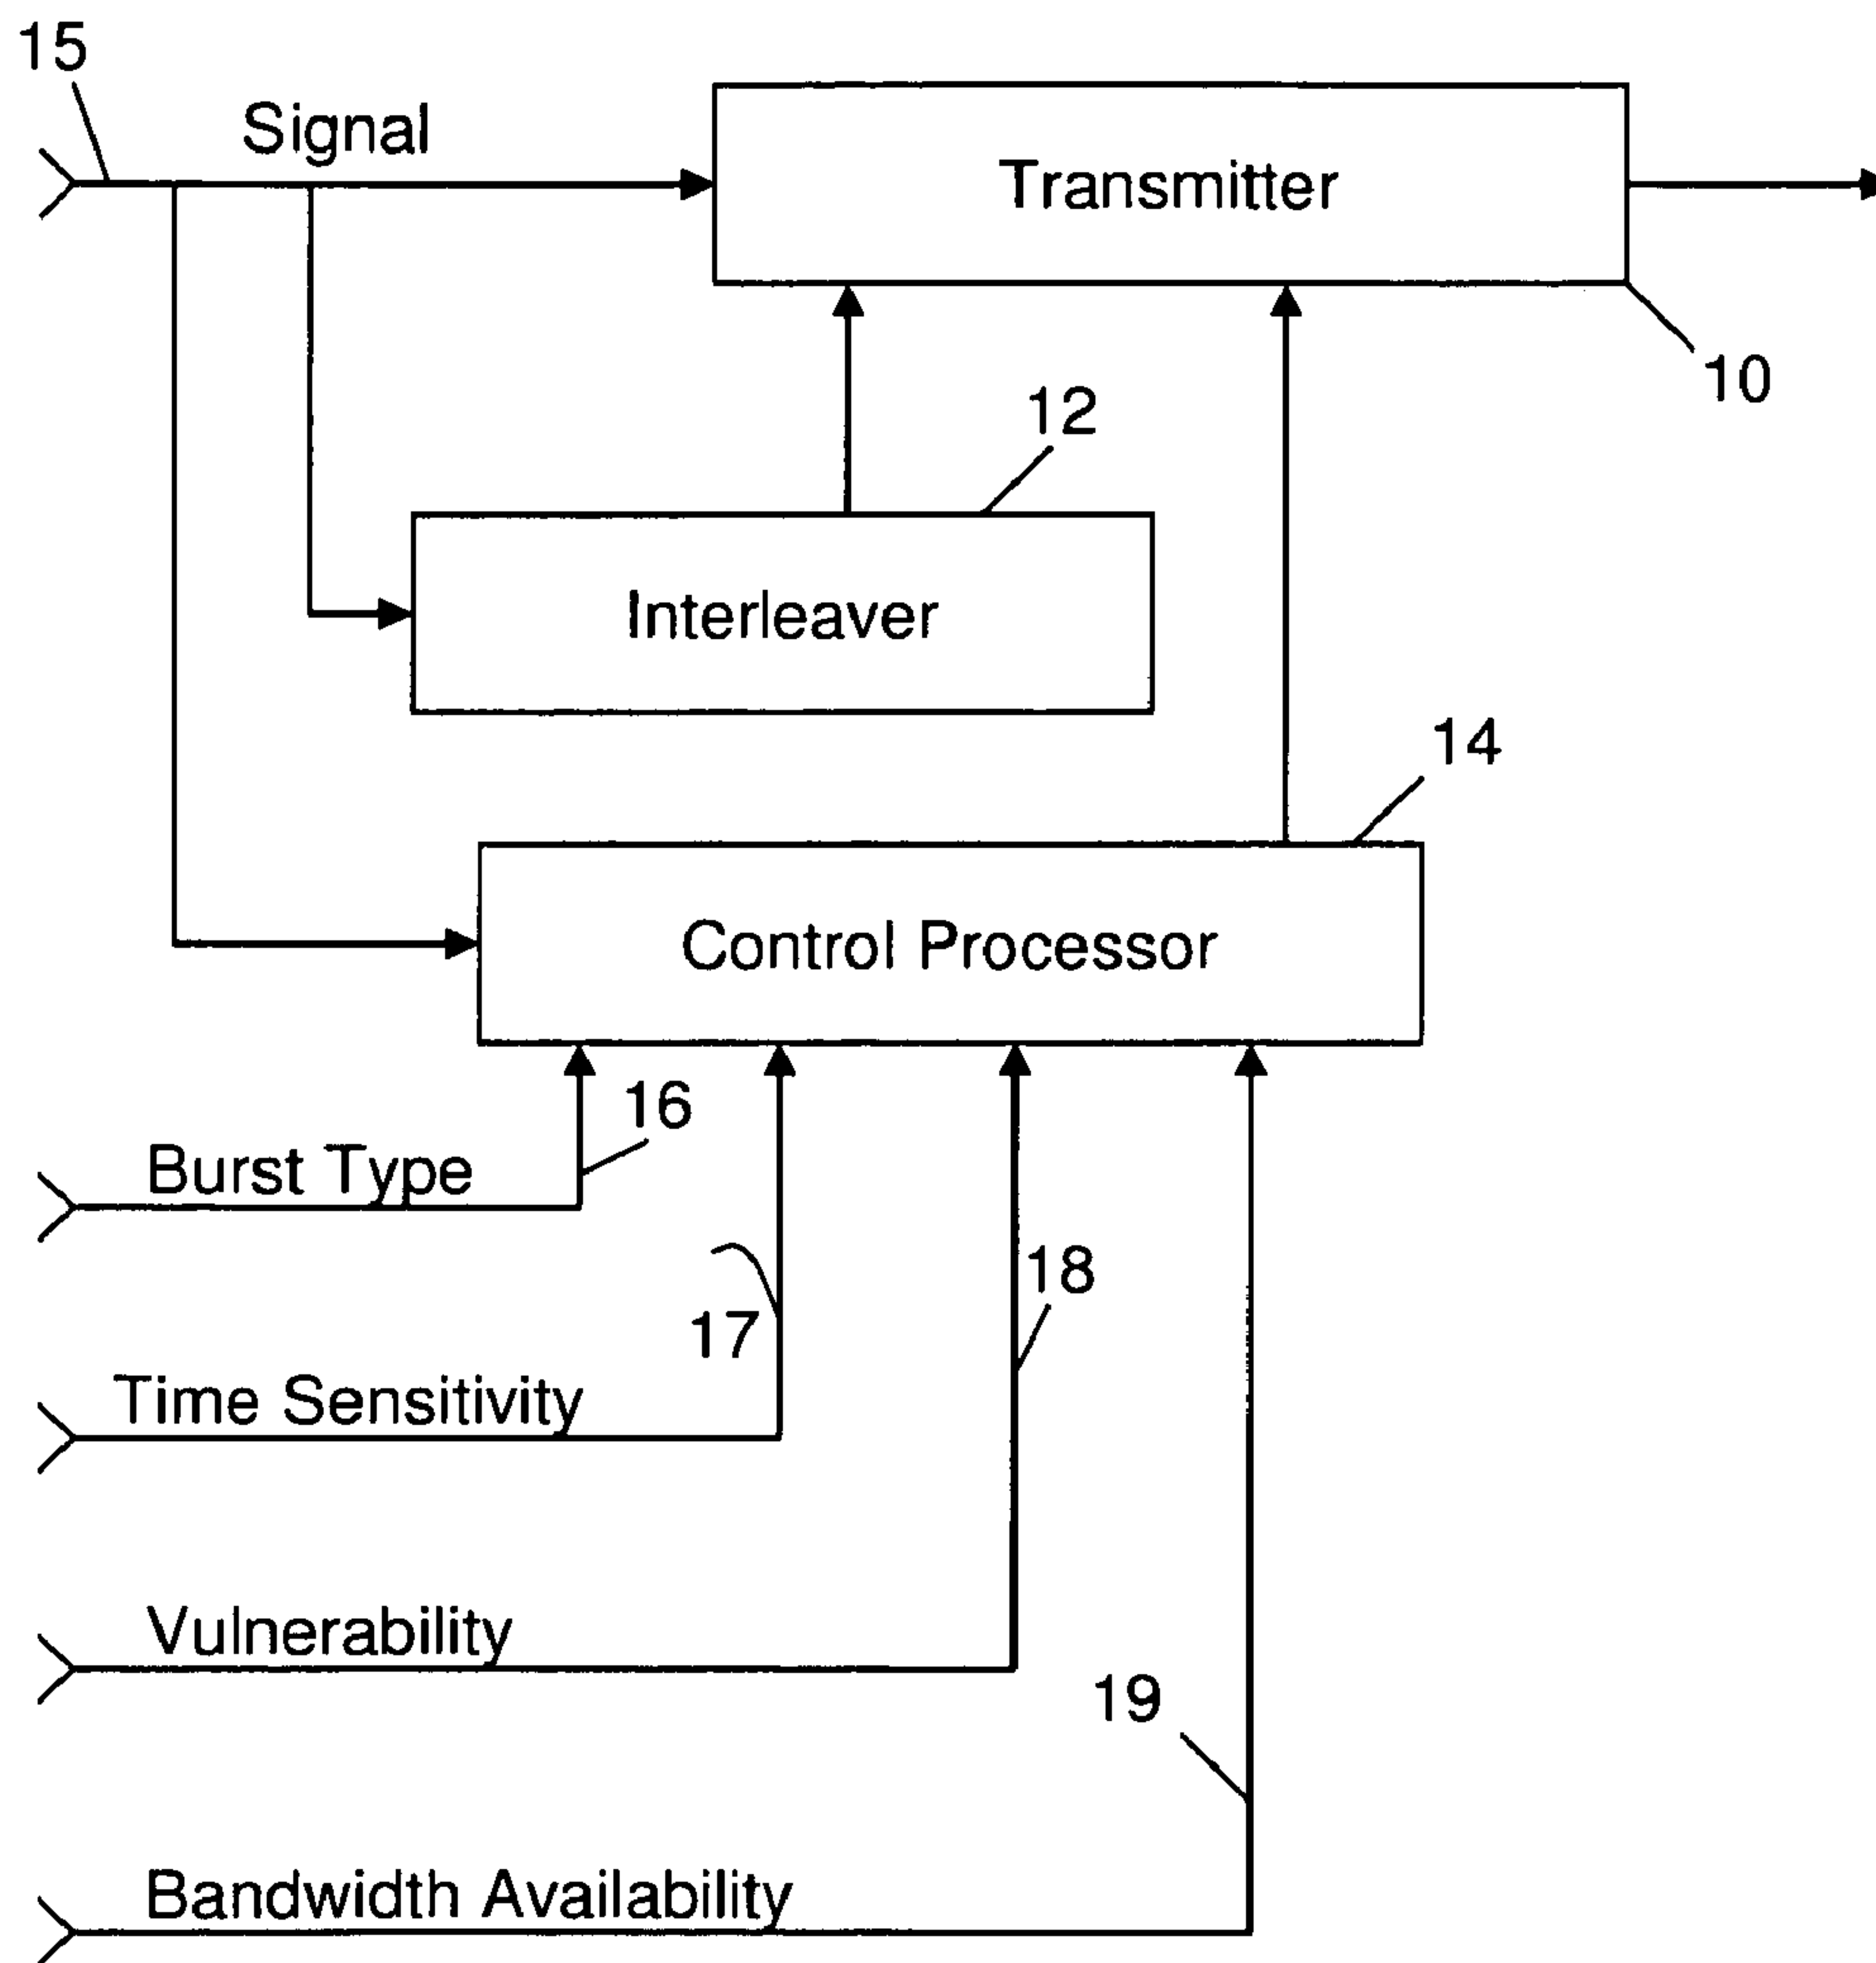 15
Signal
Transmitter
10
12
Interleaver
14
Control Processor
16
Burst Type
18
17
Time Sensitivity
Vulnerability
19
Bandwidth Availability